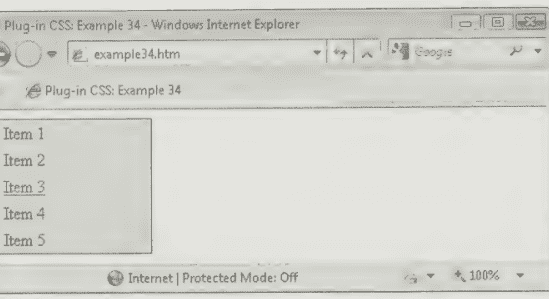 Plug-in CSS: Example 34 - Windows Internet Explorer
example34.htm
Google
Plug-in CSS: Example 34
Item 1
Item 2
Item 3
Item 4
Item 5
Internet | Protected Mode: Off
100%